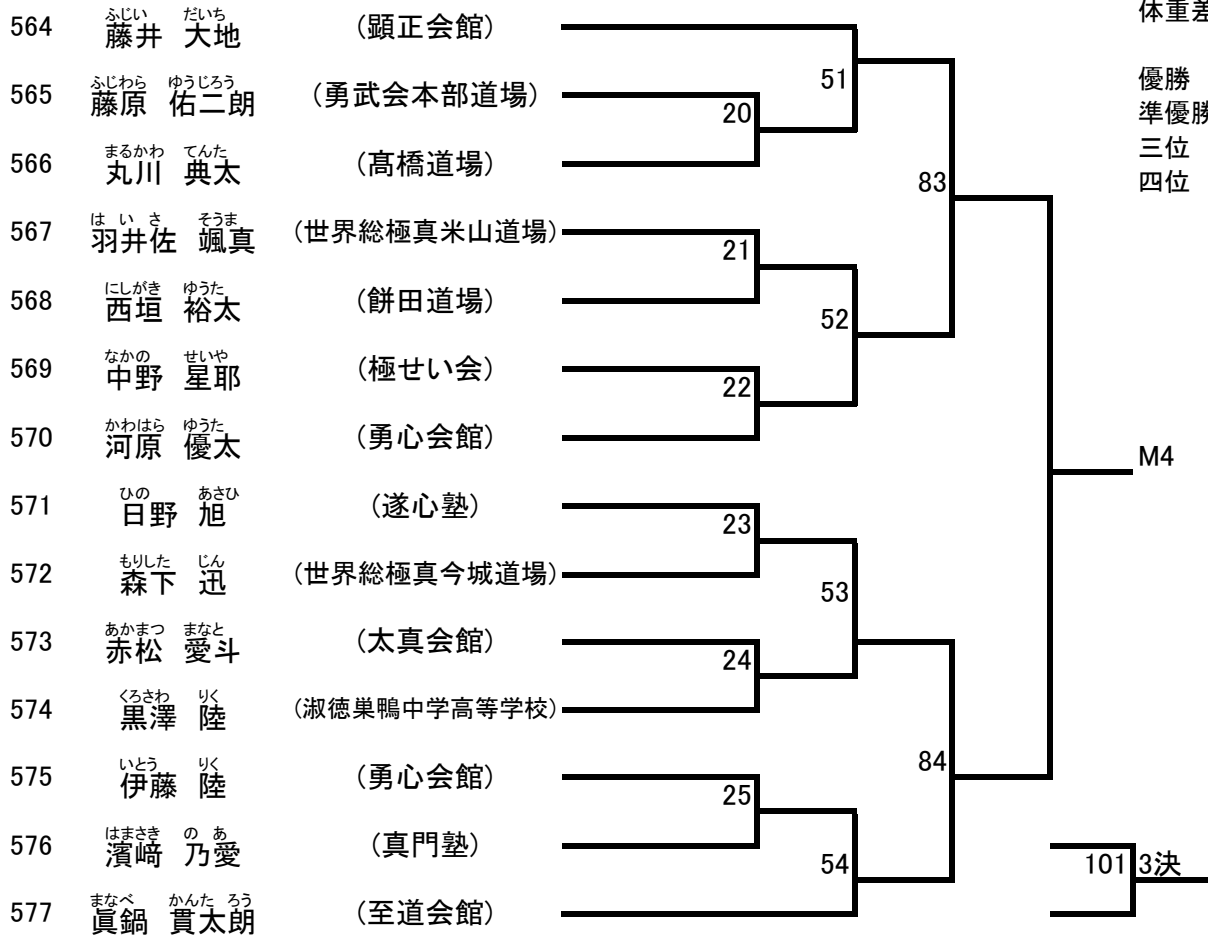 体重差
ふじい だいち
564 藤井 大地 (顕正会館)
51
優勝
ふじわら ゆうじろう
565 藤原 佑二朗 (勇武会本部道場)
20
準優勝
まるかわ てんた
566 丸川 典太 (髙橋道場)
三位
83
四位
はいさ そうま
567 羽井佐 颯真 (世界総極真米山道場)
21
にしがき ゆうた
568 西垣 裕太 (餅田道場)
52
なかの せいや
569 中野 星耶 (極せい会)
22
かわはら ゆうた
570 河原 優太 (勇心会館)
M4
ひの あさひ
571 日野 旭 (遂心塾)
23
もりした じん
572 森下 迅 (世界総極真今城道場)
53
あかまつ まなと
573 赤松 愛斗 (太真会館)
24
くろさわ りく
574 黒澤 陸 (淑徳巣鴨中学高等学校)
84
いとう りく
575 伊藤 陸 (勇心会館)
25
はまさき のあ
576 濱﨑 乃愛 (真門塾)
54
101 3決
まなべ かんたろう
577 眞鍋 貫太朗 (至道会館)